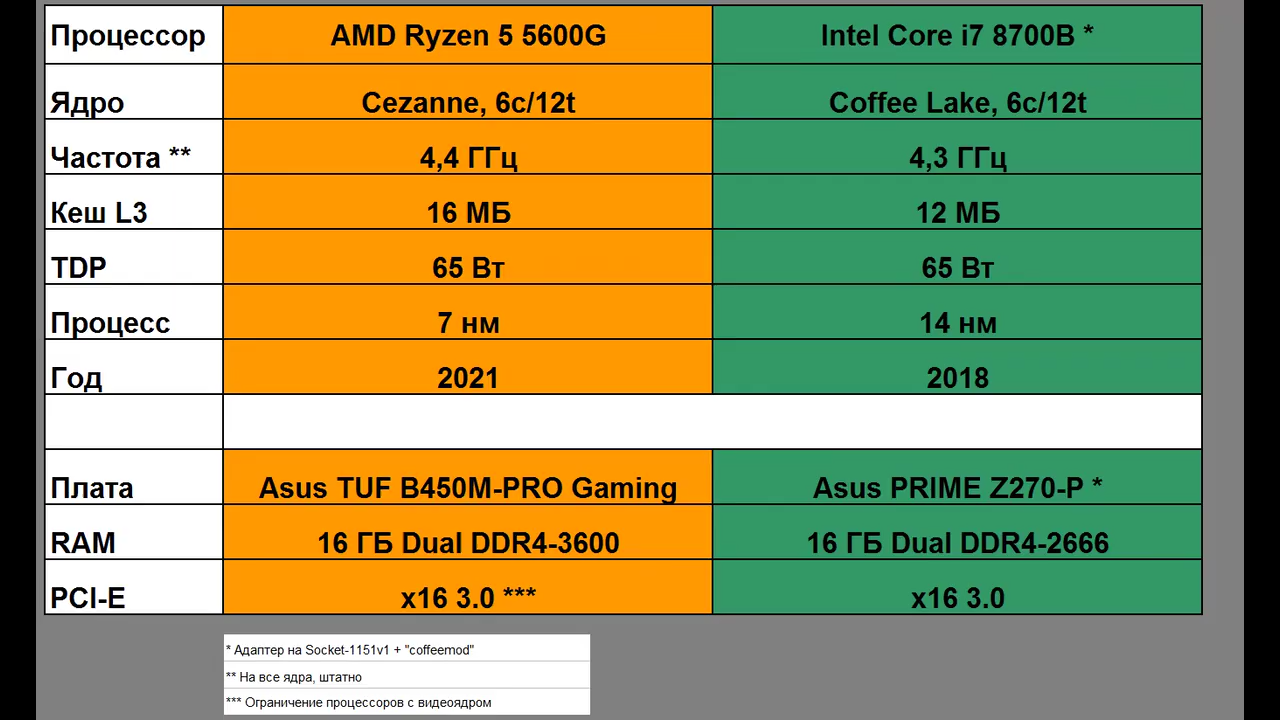 Процессор AMD Ryzen 5 5600G Intel Core i7 8700B *
Ядро Cezanne, 6c/12t Coffee Lake, 6c/12t
Частота ** 4,4 ГГц 4,3 ГГц
Кеш L3 16 МБ 12 МБ
TDP 65 Вт 65 Вт
Процесс 7 нм 14 нм
Год 2021 2018
Плата Asus TUF B450M-PRO Gaming Asus PRIME Z270-P *
RAM 16 ГБ Dual DDR4-3600 16 ГБ Dual DDR4-2666
PCI-E x16 3.0 *** x16 3.0
* Адаптер на Socket-1151v1 + "coffeemod"
** На все ядра, штатно
*** Ограничение процессоров с видеоядром